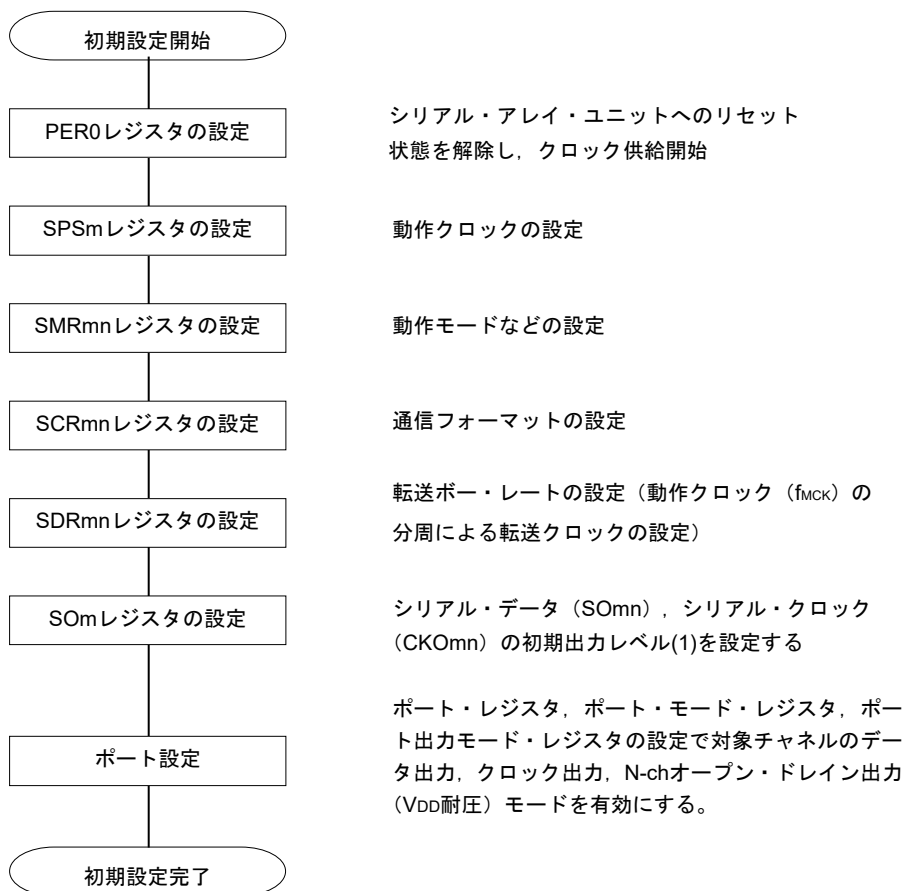 初期設定開始
PER0レジスタの設定
シリアル・アレイ・ユニットへのリセット
状態を解除し，クロック供給開始
SPSmレジスタの設定
動作クロックの設定
SMRmnレジスタの設定
動作モードなどの設定
SCRmnレジスタの設定
通信フォーマットの設定
SDRmnレジスタの設定
転送ボー・レートの設定（動作クロック（fMCK）の
分周による転送クロックの設定）
SOmレジスタの設定
シリアル・データ（SOmn），シリアル・クロック
（CKOmn）の初期出力レベル(1)を設定する
ポート設定
ポート・レジスタ，ポート・モード・レジスタ，ポー
ト出力モード・レジスタの設定で対象チャネルのデー
タ出力，クロック出力，N-chオープン・ドレイン出力
（VDD耐圧）モードを有効にする。
初期設定完了